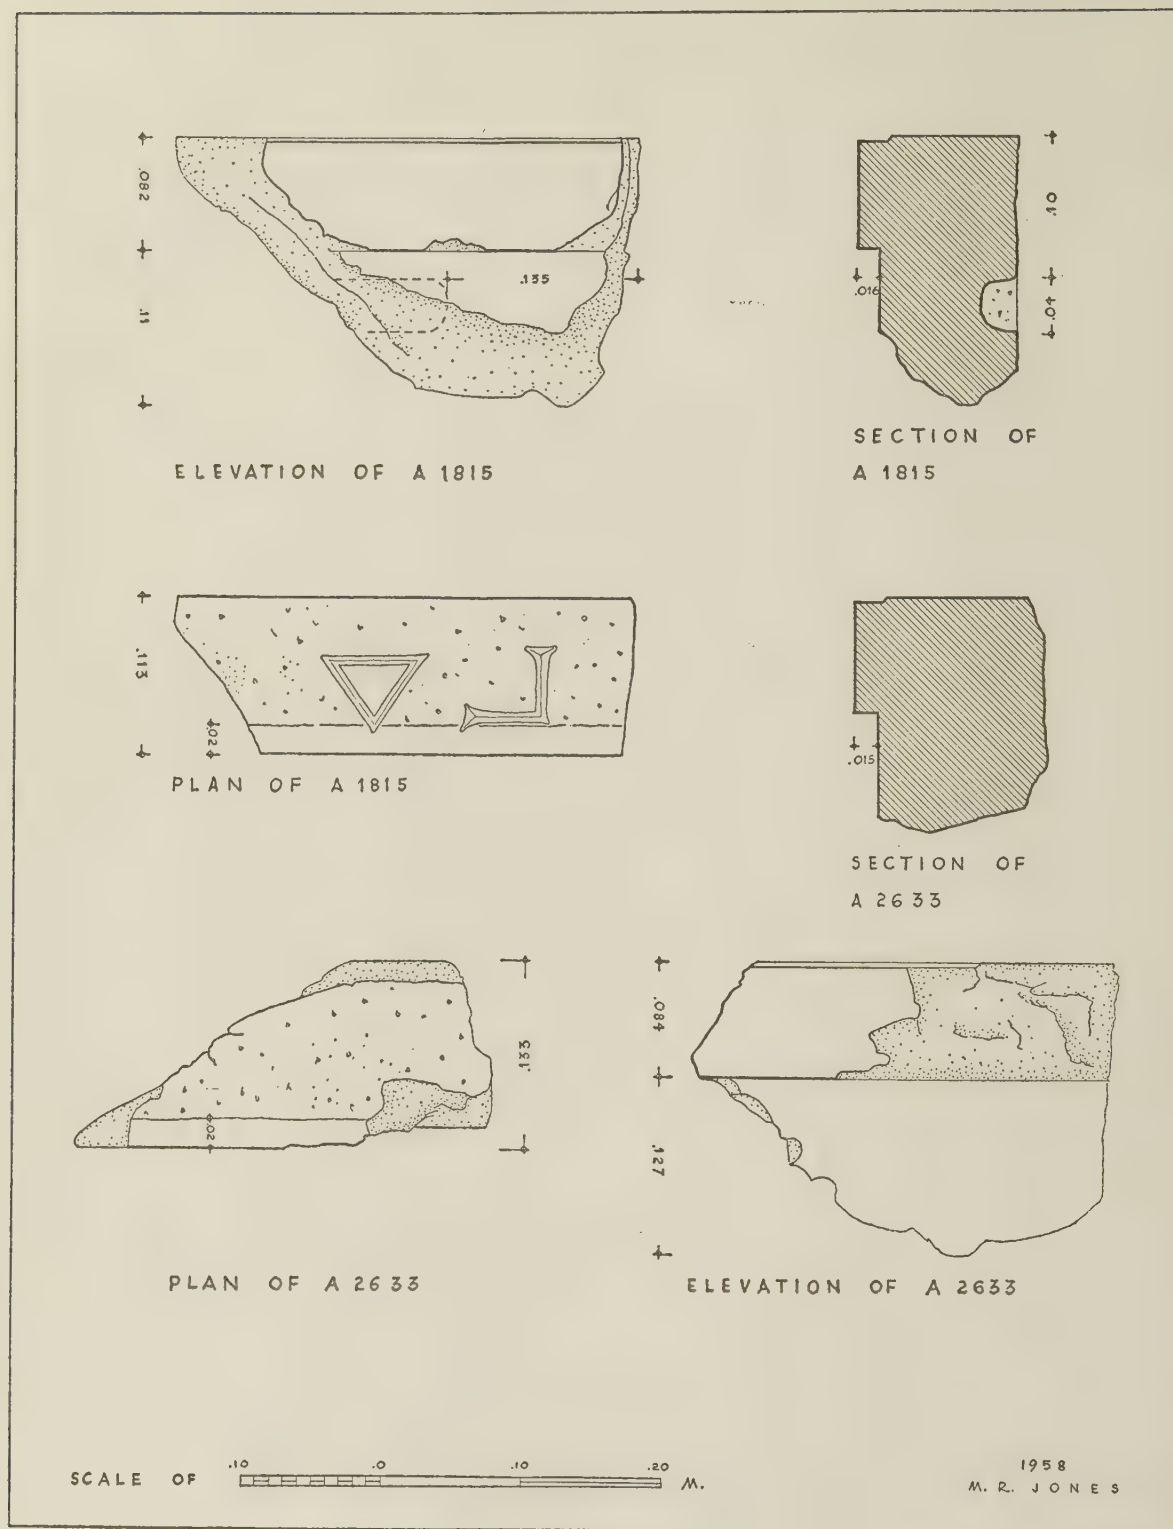 .082
.11
.135
.10
.016
.04
ELEVATION OF A 1815
SECTION OF
A 1815
.113
.02
PLAN OF A 1815
.015
SECTION OF
A 2633
.133
.02
.084
.127
PLAN OF A 2633
ELEVATION OF A 2633
SCALE OF .10 .0 .10 .20 M.
1958
M. R. JONES